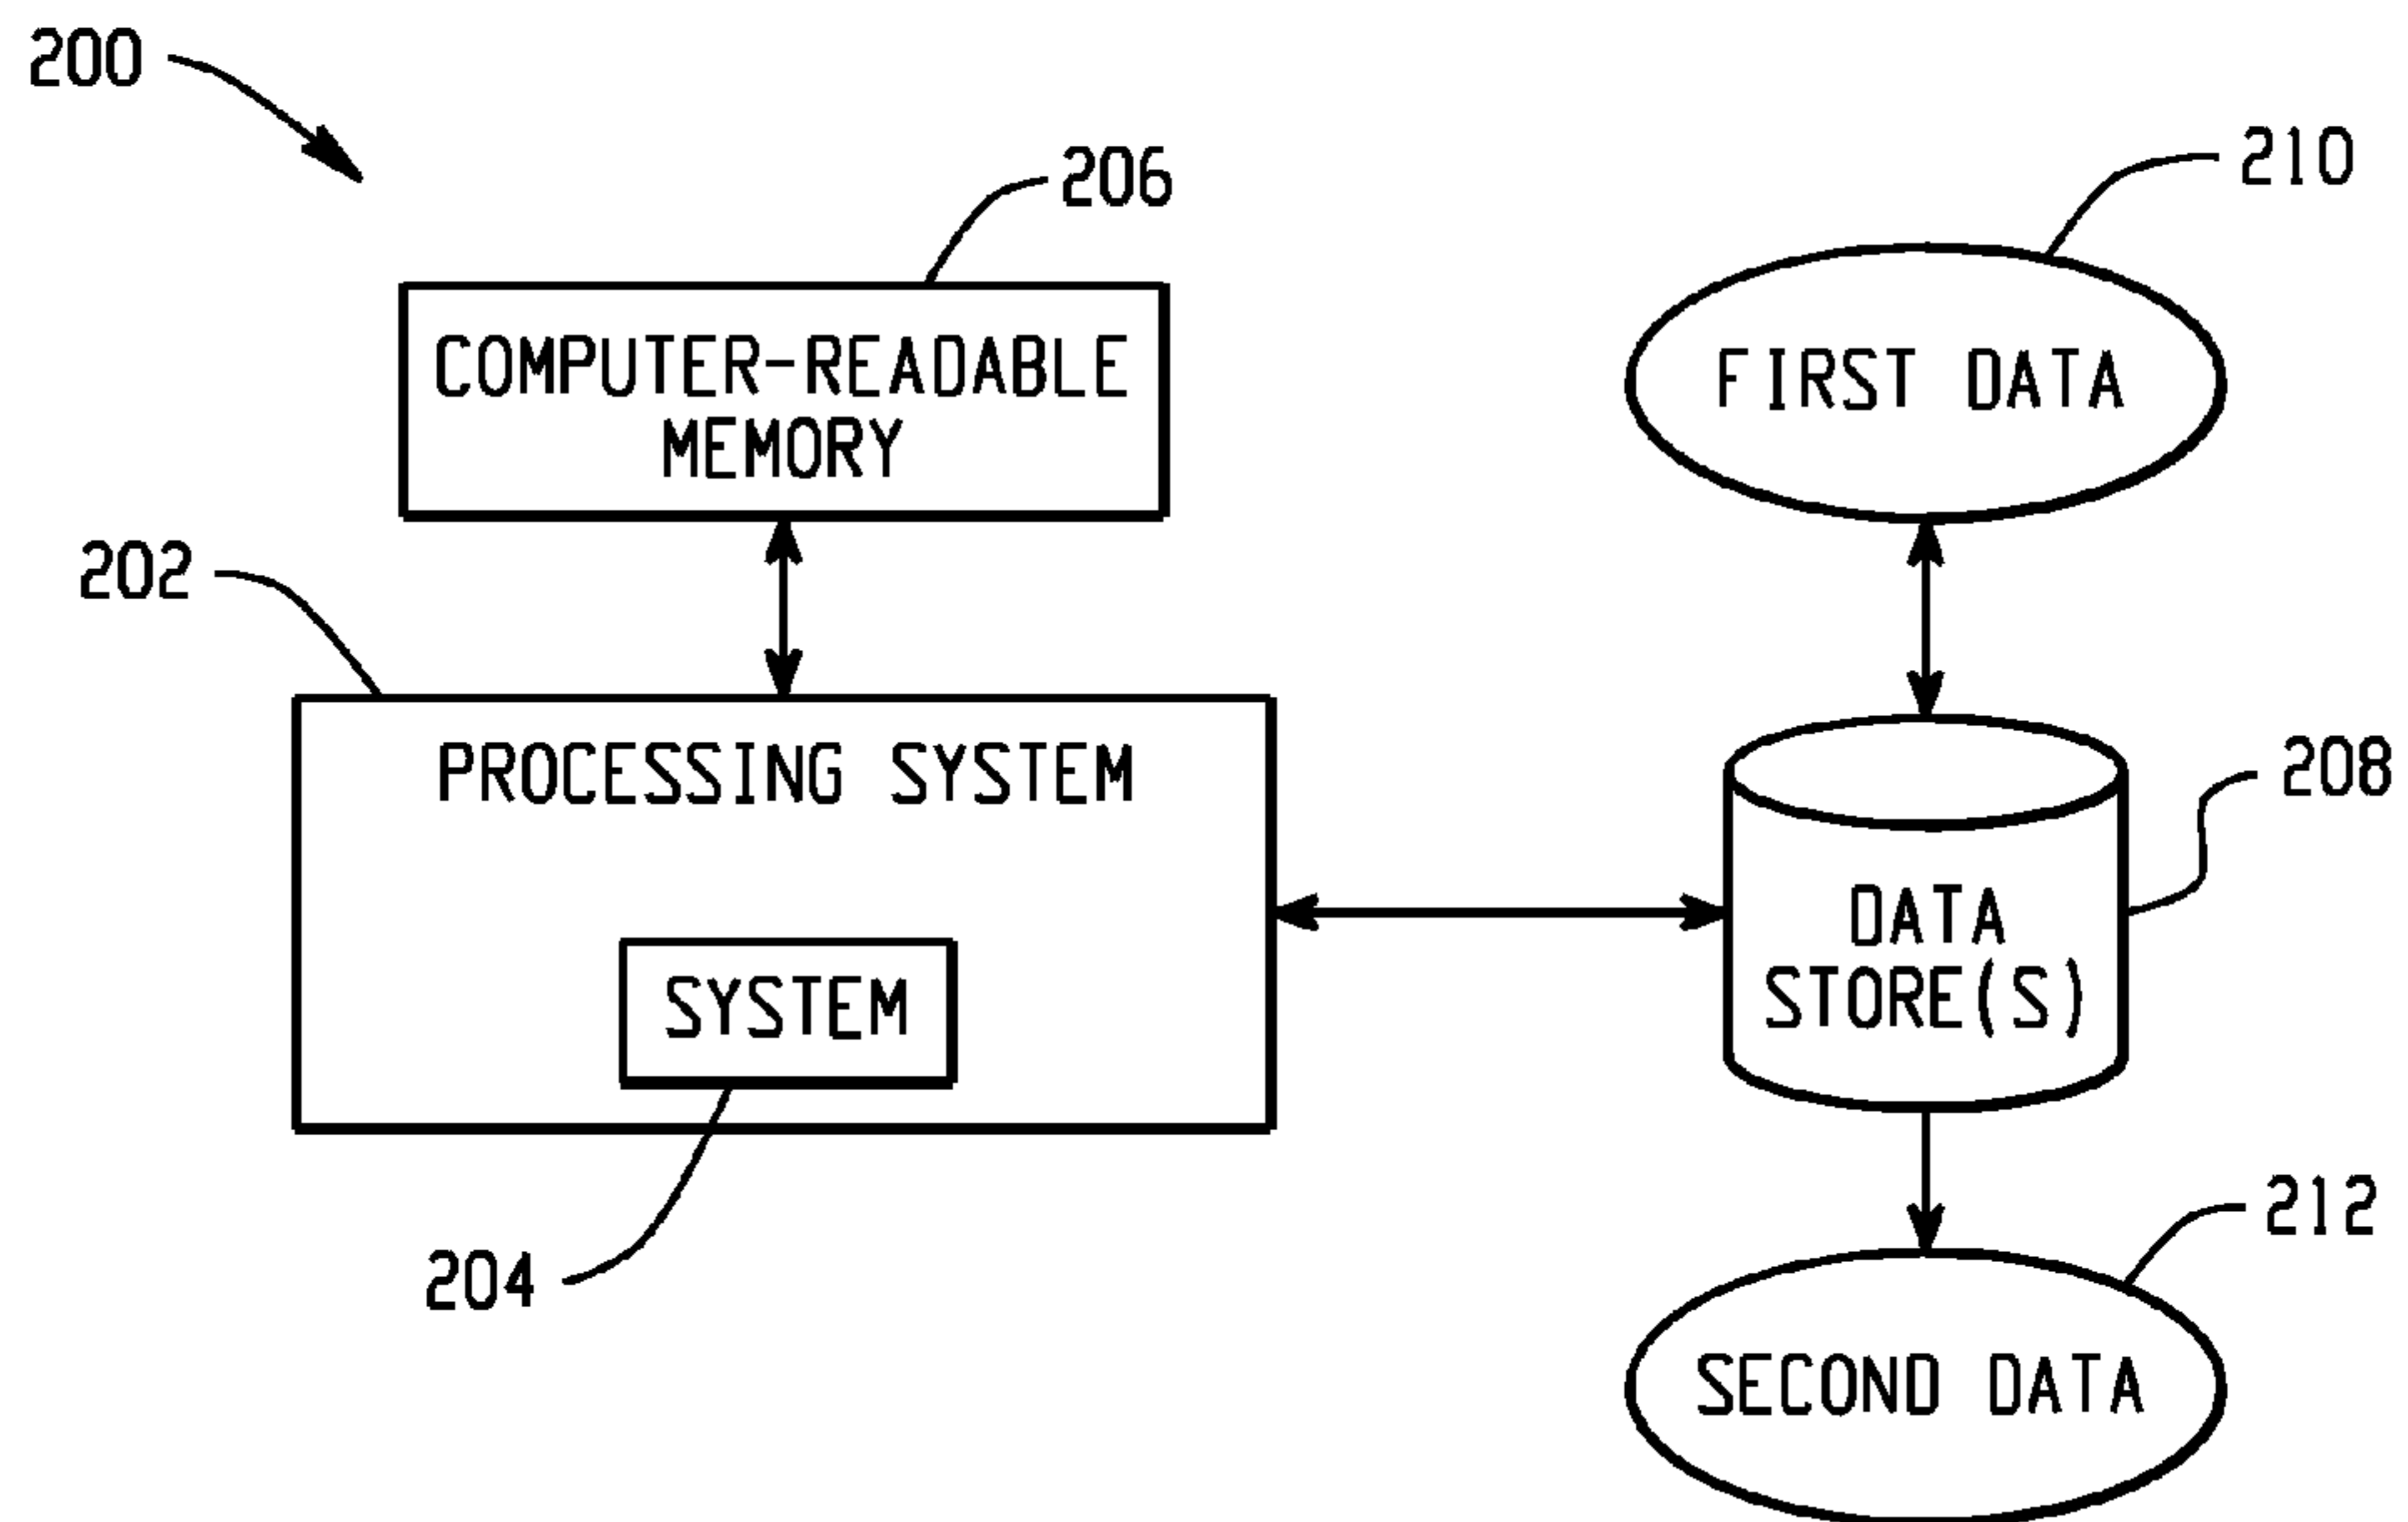 200
206
COMPUTER-READABLE
MEMORY
210
FIRST DATA
202
PROCESSING SYSTEM
SYSTEM
204
208
DATA
STORE(S)
212
SECOND DATA